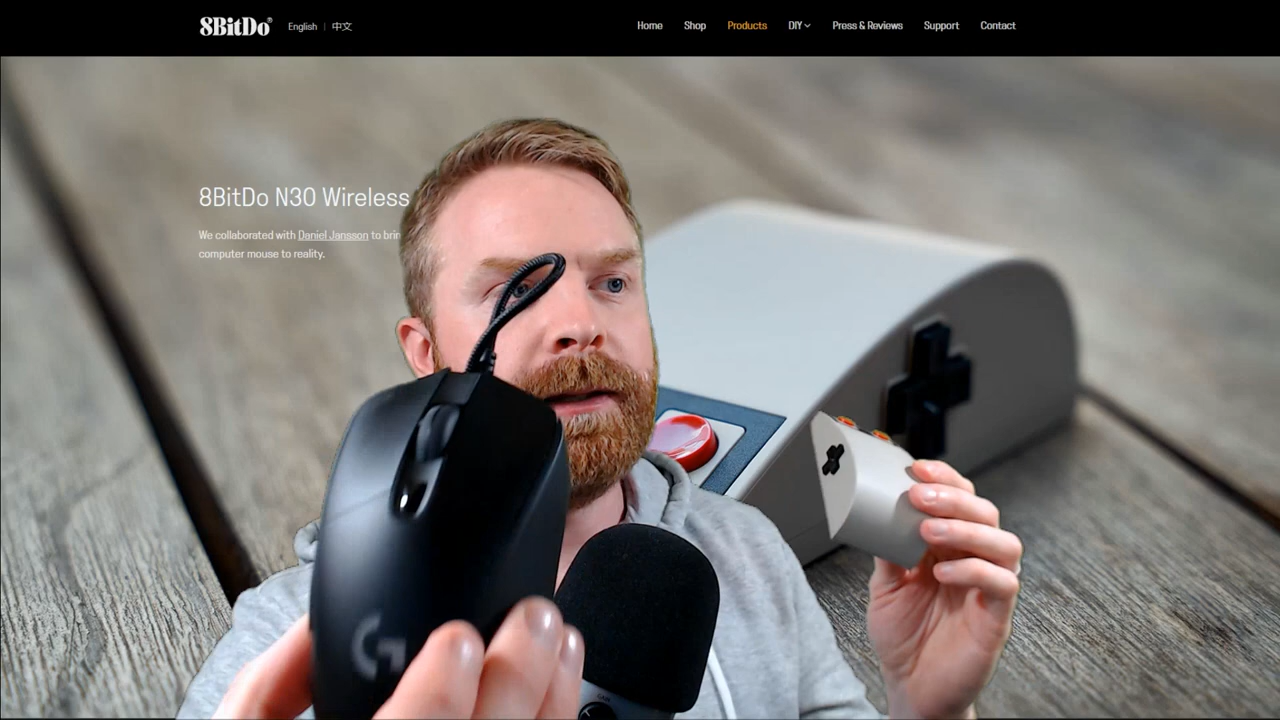 8BitDo®
English | 中文
Home Shop Products DIY Press & Reviews Support Contact
8BitDo N30 Wireless
We collaborated with Daniel Jansson to brin
computer mouse to reality.
G